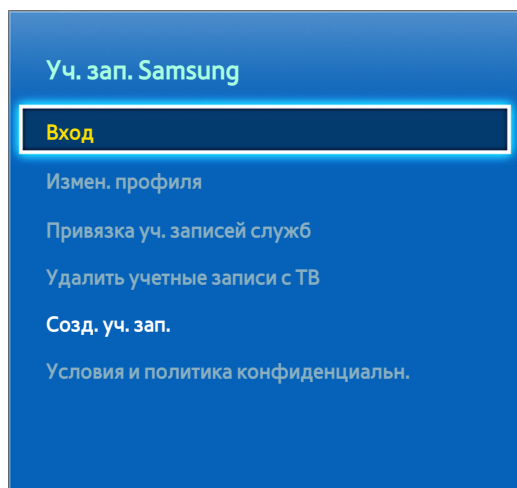 Уч. зап. Samsung
Вход
Измен. профиля
Привязка уч. записей служб
Удалить учетные записи с ТВ
Созд. уч. зап.
Условия и политика конфиденциальн.